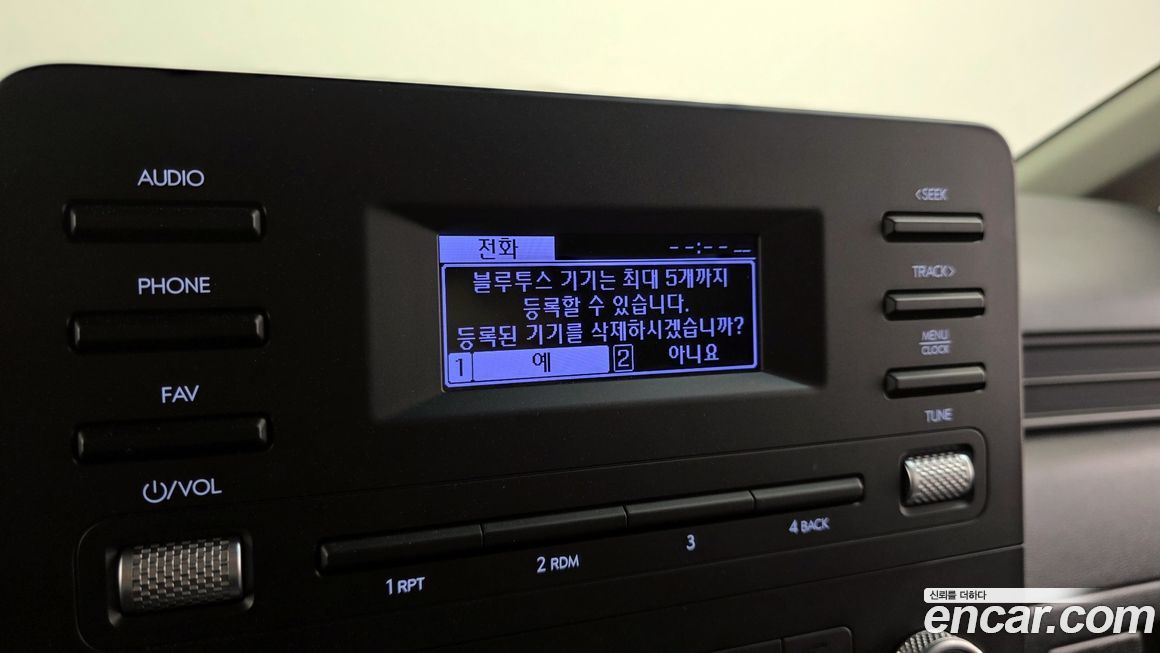 AUDIO
PHONE
FAV
/VOL
전화
--:-- __
블루투스 기기는 최대 5개까지
등록할 수 있습니다.
등록된 기기를 삭제하시겠습니까?
1 예 2 아니요
<SEEK
TRACK>
MENU
CLOCK
TUNE
1 RPT
2 RDM
3
4 BACK
신뢰를 더하다
encar.com